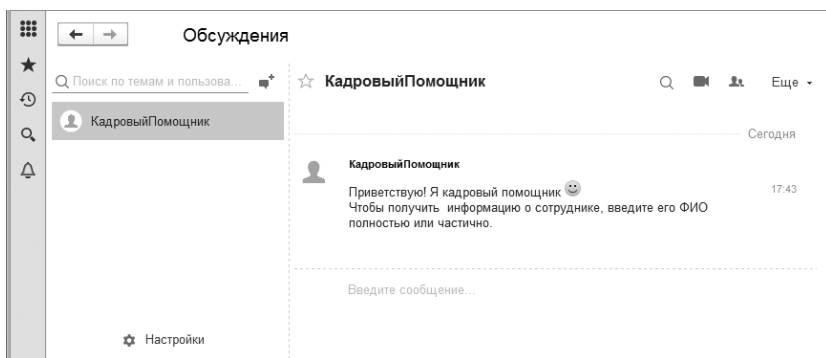 Обсуждения
Поиск по темам и пользова...
КадровыйПомощник
Настройки
КадровыйПомощник
Еще
Сегодня
КадровыйПомощник
Приветствую! Я кадровый помощник
17:43
Чтобы получить информацию о сотруднике, введите его ФИО
полностью или частично.
Введите сообщение...